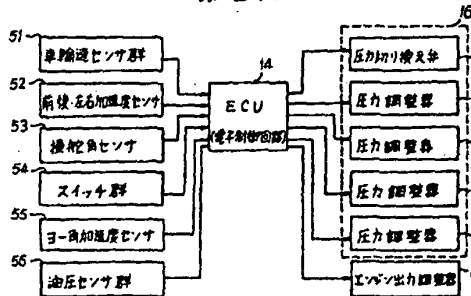 51
車輪速センサ群
52
前後・左右加速度センサ
53
操舵角センサ
54
スイッチ群
55
ヨー角加速度センサ
56
油圧センサ群
14
ECU
(電子制御回路)
16
圧力切り換え弁
圧力調整器
圧力調整器
圧力調整器
圧力調整器
エンジン出力調整器